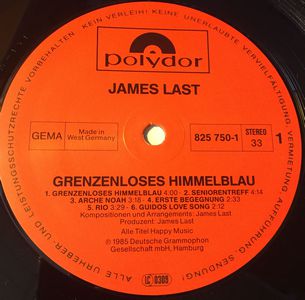 KEIN VERLEIH! KEINE UNERLAUBTE VERVIELFÄLTIGUNG, VERMIETUNG, AUFFÜHRUNG, SENDUNG!
ALLE URHEBER- UND LEISTUNGSSCHUTZRECHTE VORBEHALTEN
polydor
JAMES LAST
GEMA
Made in
West Germany
825 750-1
STEREO
33
1
GRENZENLOSES HIMMELBLAU
1. GRENZENLOSES HIMMELBLAU 4:00 · 2. SENIORENTREFF 4:14
3. ARCHE NOAH 3:18 · 4. ERSTE BEGEGNUNG 2:33
5. RIO 3:29 · 6. GUIDOS LOVE SONG 2:12
Kompositionen und Arrangements: James Last
Produzent: James Last
Alle Titel Happy Music
℗ 1985 Deutsche Grammophon
Gesellschaft mbH, Hamburg
LC 0309